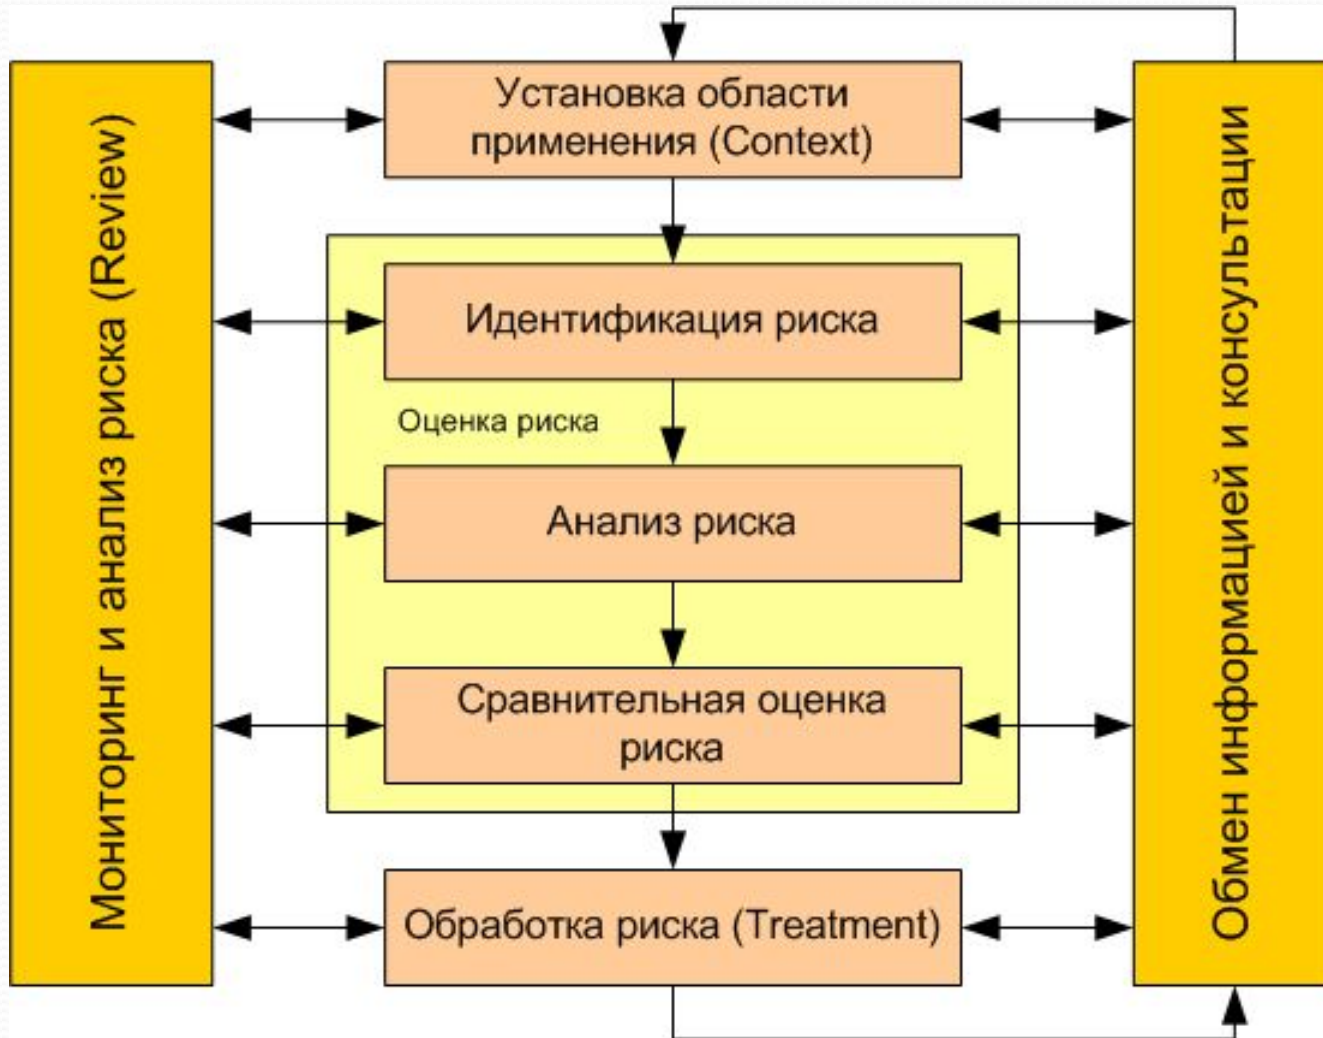 Мониторинг и анализ риска (Review)
Установка области
применения (Context)
Идентификация риска
Оценка риска
Анализ риска
Сравнительная оценка
риска
Обработка риска (Treatment)
Обмен информацией и консультации